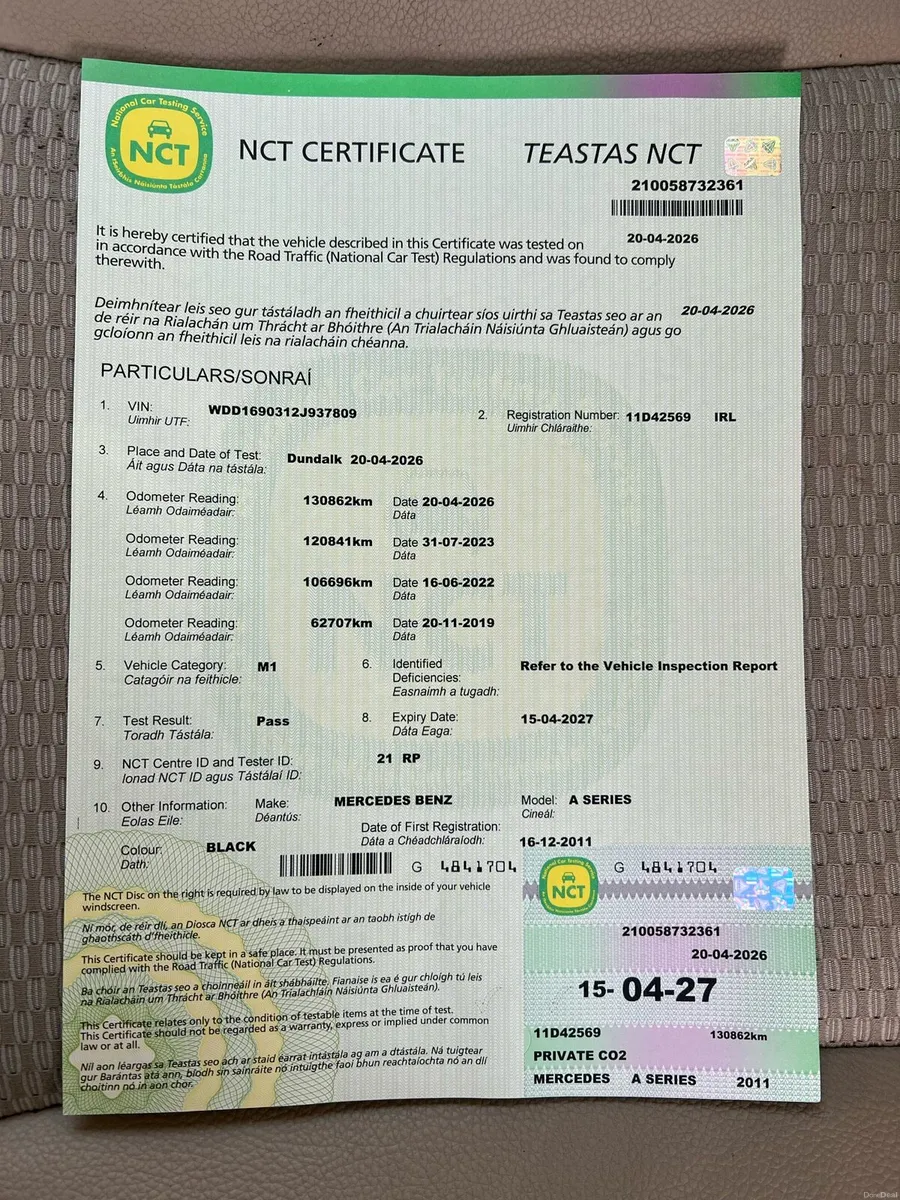 National Car Testing Service
NCT
An tSeirbhís Náisiúnta Tástála Carranna
NCT CERTIFICATE TEASTAS NCT
210058732361
It is hereby certified that the vehicle described in this Certificate was tested on 20-04-2026
in accordance with the Road Traffic (National Car Test) Regulations and was found to comply
therewith.
Deimhnítear leis seo gur tástáladh an fheithicil a chuirtear síos uirthi sa Teastas seo ar an 20-04-2026
de réir na Rialachán um Thrácht ar Bhóithre (An Trialacháin Náisiúnta Ghluaisteán) agus go
gcloíonn an fheithicil leis na rialacháin chéanna.
PARTICULARS/SONRAÍ
1. VIN: WDD1690312J937809 2. Registration Number: 11D42569 IRL
Uimhir UTF: Uimhir Chláraithe:
3. Place and Date of Test: Dundalk 20-04-2026
Áit agus Dáta na tástála:
4. Odometer Reading: 130862km Date 20-04-2026
Léamh Odaiméadair: Dáta
Odometer Reading: 120841km Date 31-07-2023
Léamh Odaiméadair: Dáta
Odometer Reading: 106696km Date 16-06-2022
Léamh Odaiméadair: Dáta
Odometer Reading: 62707km Date 20-11-2019
Léamh Odaiméadair: Dáta
5. Vehicle Category: M1 6. Identified Refer to the Vehicle Inspection Report
Catagóir na feithicle: Deficiencies:
Easnaimh a tugadh:
7. Test Result: Pass 8. Expiry Date: 15-04-2027
Toradh Tástála: Dáta Eaga:
9. NCT Centre ID and Tester ID: 21 RP
Ionad NCT ID agus Tástálaí ID:
10. Other Information: Make: MERCEDES BENZ Model: A SERIES
Eolas Eile: Déantús: Cineál:
Date of First Registration:
Dáta a Chéadchláraíodh: 16-12-2011
Colour: BLACK
Dath:
G 4841704 G 4841704
The NCT Disc on the right is required by law to be displayed on the inside of your vehicle
windscreen.
Ní mór, de réir dlí, an Diosca NCT ar dheis a thaispeáint ar an taobh istigh de
ghaothscáth d'fheithicle.
This Certificate should be kept in a safe place. It must be presented as proof that you have
complied with the Road Traffic (National Car Test) Regulations.
Ba chóir an Teastas seo a choinneáil in áit shábháilte. Fianaise is ea é gur chloígh tú leis
na Rialacháin um Thrácht ar Bhóithre (An Trialachláin Náisiúnta Ghluaisteán).
This Certificate relates only to the condition of testable items at the time of test.
This Certificate should not be regarded as a warranty, express or implied under common
law or at all.
Níl aon léargas sa Teastas seo ach ar staid earraí intástála ag am a dtástála. Ná tuigtear
gur Barántas atá ann, bíodh sin sainráite nó intuigthe faoi bhun reachtaíochta nó an dlí
choitinn nó in aon chor.
National Car Testing Service
NCT
210058732361
20-04-2026
15- 04-27
11D42569 130862km
PRIVATE CO2
MERCEDES A SERIES 2011
DoneDeal